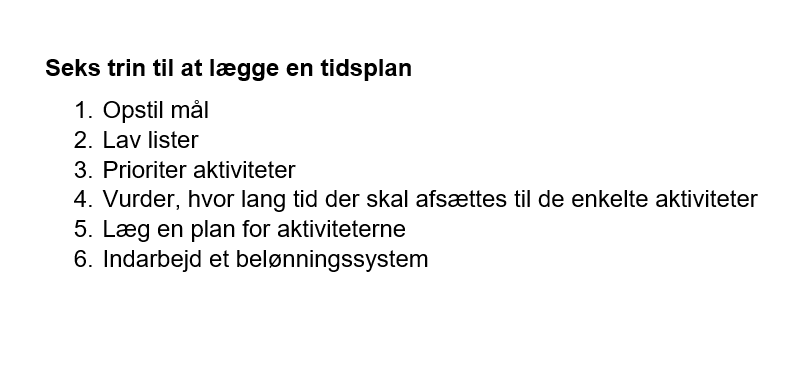 Seks trin til at lægge en tidsplan
1. Opstil mål
2. Lav lister
3. Prioriter aktiviteter
4. Vurder, hvor lang tid der skal afsættes til de enkelte aktiviteter
5. Læg en plan for aktiviteterne
6. Indarbejd et belønningssystem